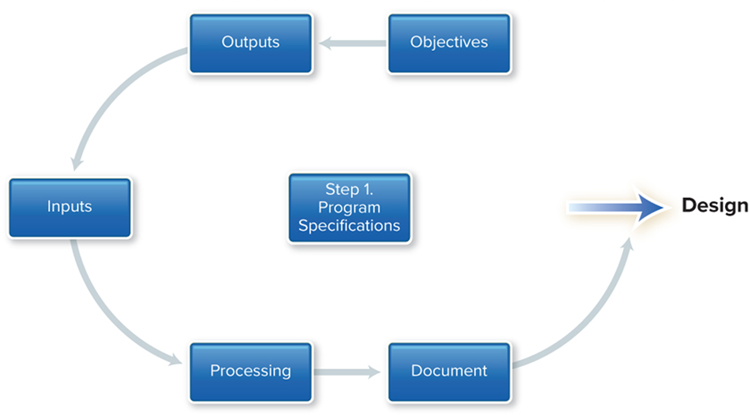 Outputs
Objectives
Inputs
Step 1.
Program
Specifications
Design
Processing
Document